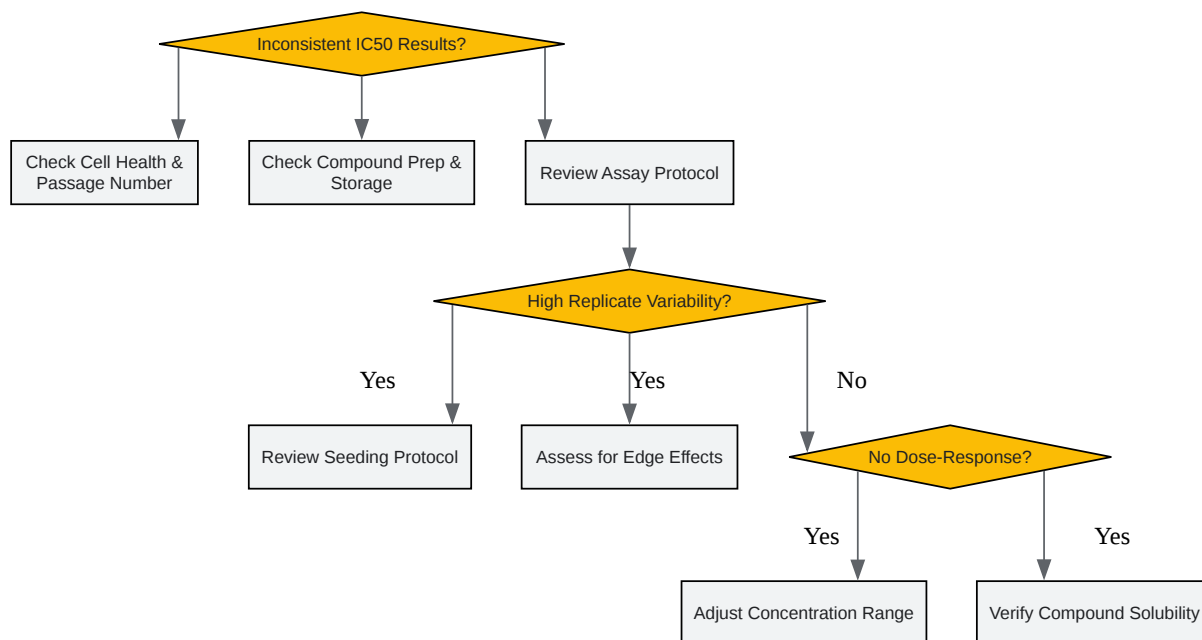 Inconsistent IC50 Results?
Check Cell Health &
Passage Number
Check Compound Prep &
Storage
Review Assay Protocol
High Replicate Variability?
Yes
Yes
No
Review Seeding Protocol
Assess for Edge Effects
No Dose-Response?
Yes
Yes
Adjust Concentration Range
Verify Compound Solubility